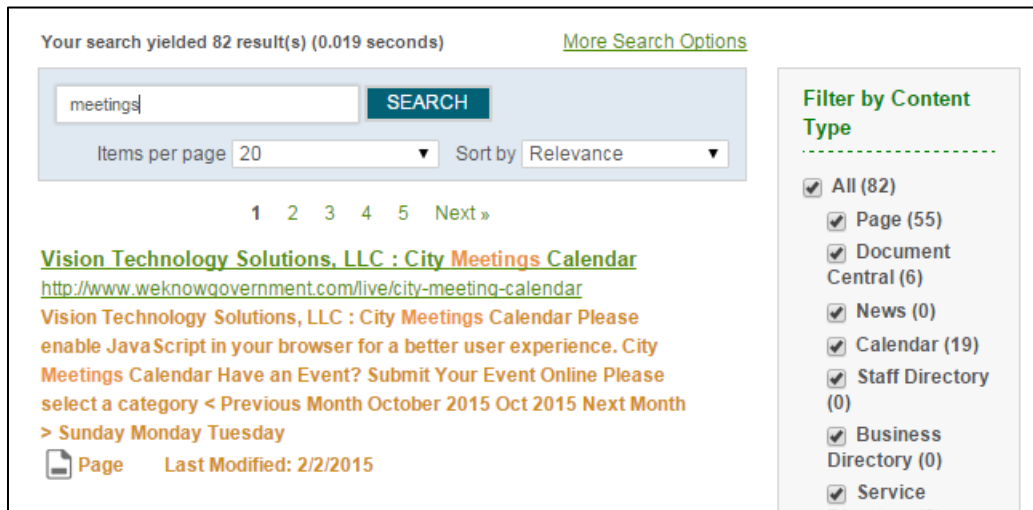 Your search yielded 82 result(s) (0.019 seconds)
More Search Options
meetings
SEARCH
Items per page 20
Sort by Relevance
1 2 3 4 5 Next »
Vision Technology Solutions, LLC : City Meetings Calendar
http://www.weknowgovernment.com/live/city-meeting-calendar
Vision Technology Solutions, LLC : City Meetings Calendar Please
enable JavaScript in your browser for a better user experience. City
Meetings Calendar Have an Event? Submit Your Event Online Please
select a category < Previous Month October 2015 Oct 2015 Next Month
> Sunday Monday Tuesday
Page Last Modified: 2/2/2015
Filter by Content
Type
All (82)
Page (55)
Document
Central (6)
News (0)
Calendar (19)
Staff Directory
(0)
Business
Directory (0)
Service